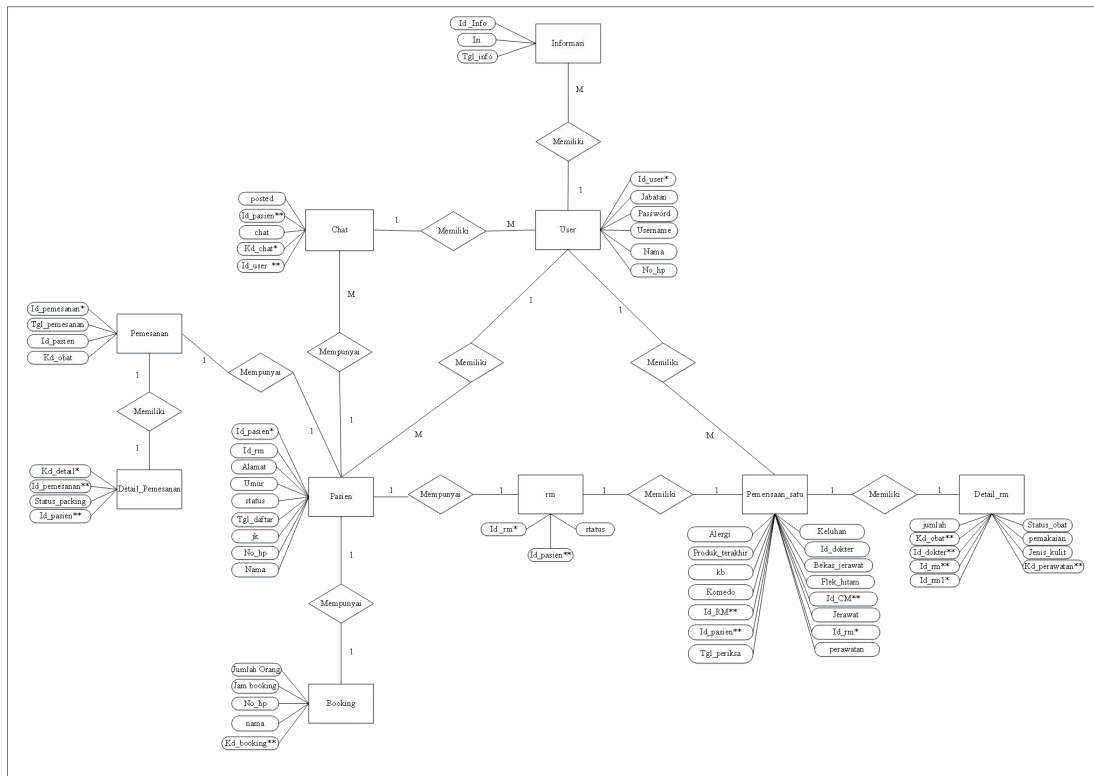 Id _Info
Isi
Tgl_info
Informasi
M
Memiliki
1
Id_user*
Jabatan
Password
Username
Nama
No_hp
User
posted
Id_pasien**
chat
Kd_chat*
Id_user **
Chat
1
Memiliki
M
M
Mempunyai
1
1
Memiliki
M
1
Memiliki
M
Id_pemesanan*
Tgl_pemesanan
Id_pasien
Kd_obat
Pemesanan
1
Mempunyai
1
1
Memiliki
1
Kd_detail*
Id_pemesanan**
Status_packing
Id_pasien**
Detail_Pemesanan
Id_pasien*
Id_rm
Alamat
Umur
status
Tgl_daftar
jk
No_hp
Nama
Pasien
1
Mempunyai
1
rm
Id_rm*
status
Id_pasien**
1
Memiliki
1
Pemerisaan_satu
1
Memiliki
1
Detail_rm
Alergi
Produk_terakhir
kb
Komedo
Id_RM**
Id_pasien**
Tgl_periksa
Keluhan
Id_dokter
Bekas_jerawat
Flek_hitam
Id_CM**
Jerawat
Id_rm*
perawatan
jumlah
Kd_obat**
Id_dokter**
Id_rm**
Id_rm1*
Status_obat
pemakaian
Jenis_kulit
Kd_perawatan**
1
Mempunyai
1
Jumlah Orang
Jam booking
No_hp
nama
Kd_booking**
Booking